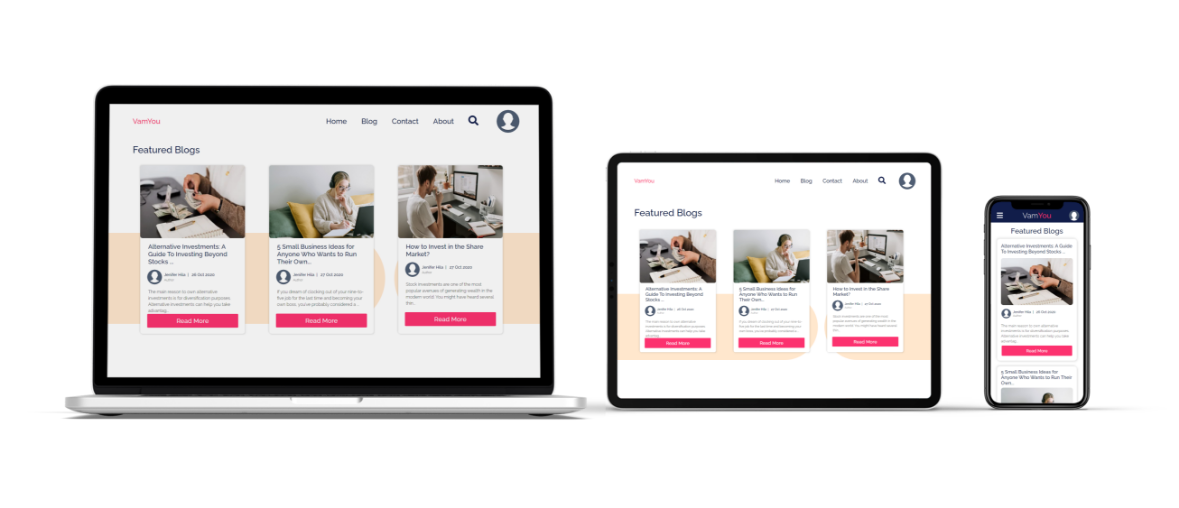 VamYou
Home Blog Contact About
Featured Blogs
Alternative Investments: A
Guide To Investing Beyond
Stocks ...
Jenifer Hiia | 28 Oct 2020
Author
The main reason to own alternative
investments is for diversification purposes
Alternative investments can help you take
advantag...
Read More
5 Small Business Ideas for
Anyone Who Wants to Run
Their Own...
Jenifer Hiia | 27 Oct 2020
Author
If you dream of clocking out of your time-to-
the job for the last time and becoming your
own boss, you've probably considered a ...
Read More
How to Invest in the Share
Market?
Jenifer Hiia | 27 Oct 2020
Author
Stock investments are one of the most
popular avenues of generating wealth in the
modern world. You might have heard several
tim...
Read More
VamYou
Home Blog Contact About
Featured Blogs
Alternative Investments: A
Guide To Investing Beyond
Stocks ...
Read More
5 Small Business Ideas for
Anyone Who Wants to Run
Their Own...
Read More
How to Invest in the Share
Market?
Read More
VamYou
Featured Blogs
Alternative Investments: A Guide
To Investing Beyond Stocks ...
Read More
5 Small Business Ideas for
Anyone Who Wants to Run Their
Own...